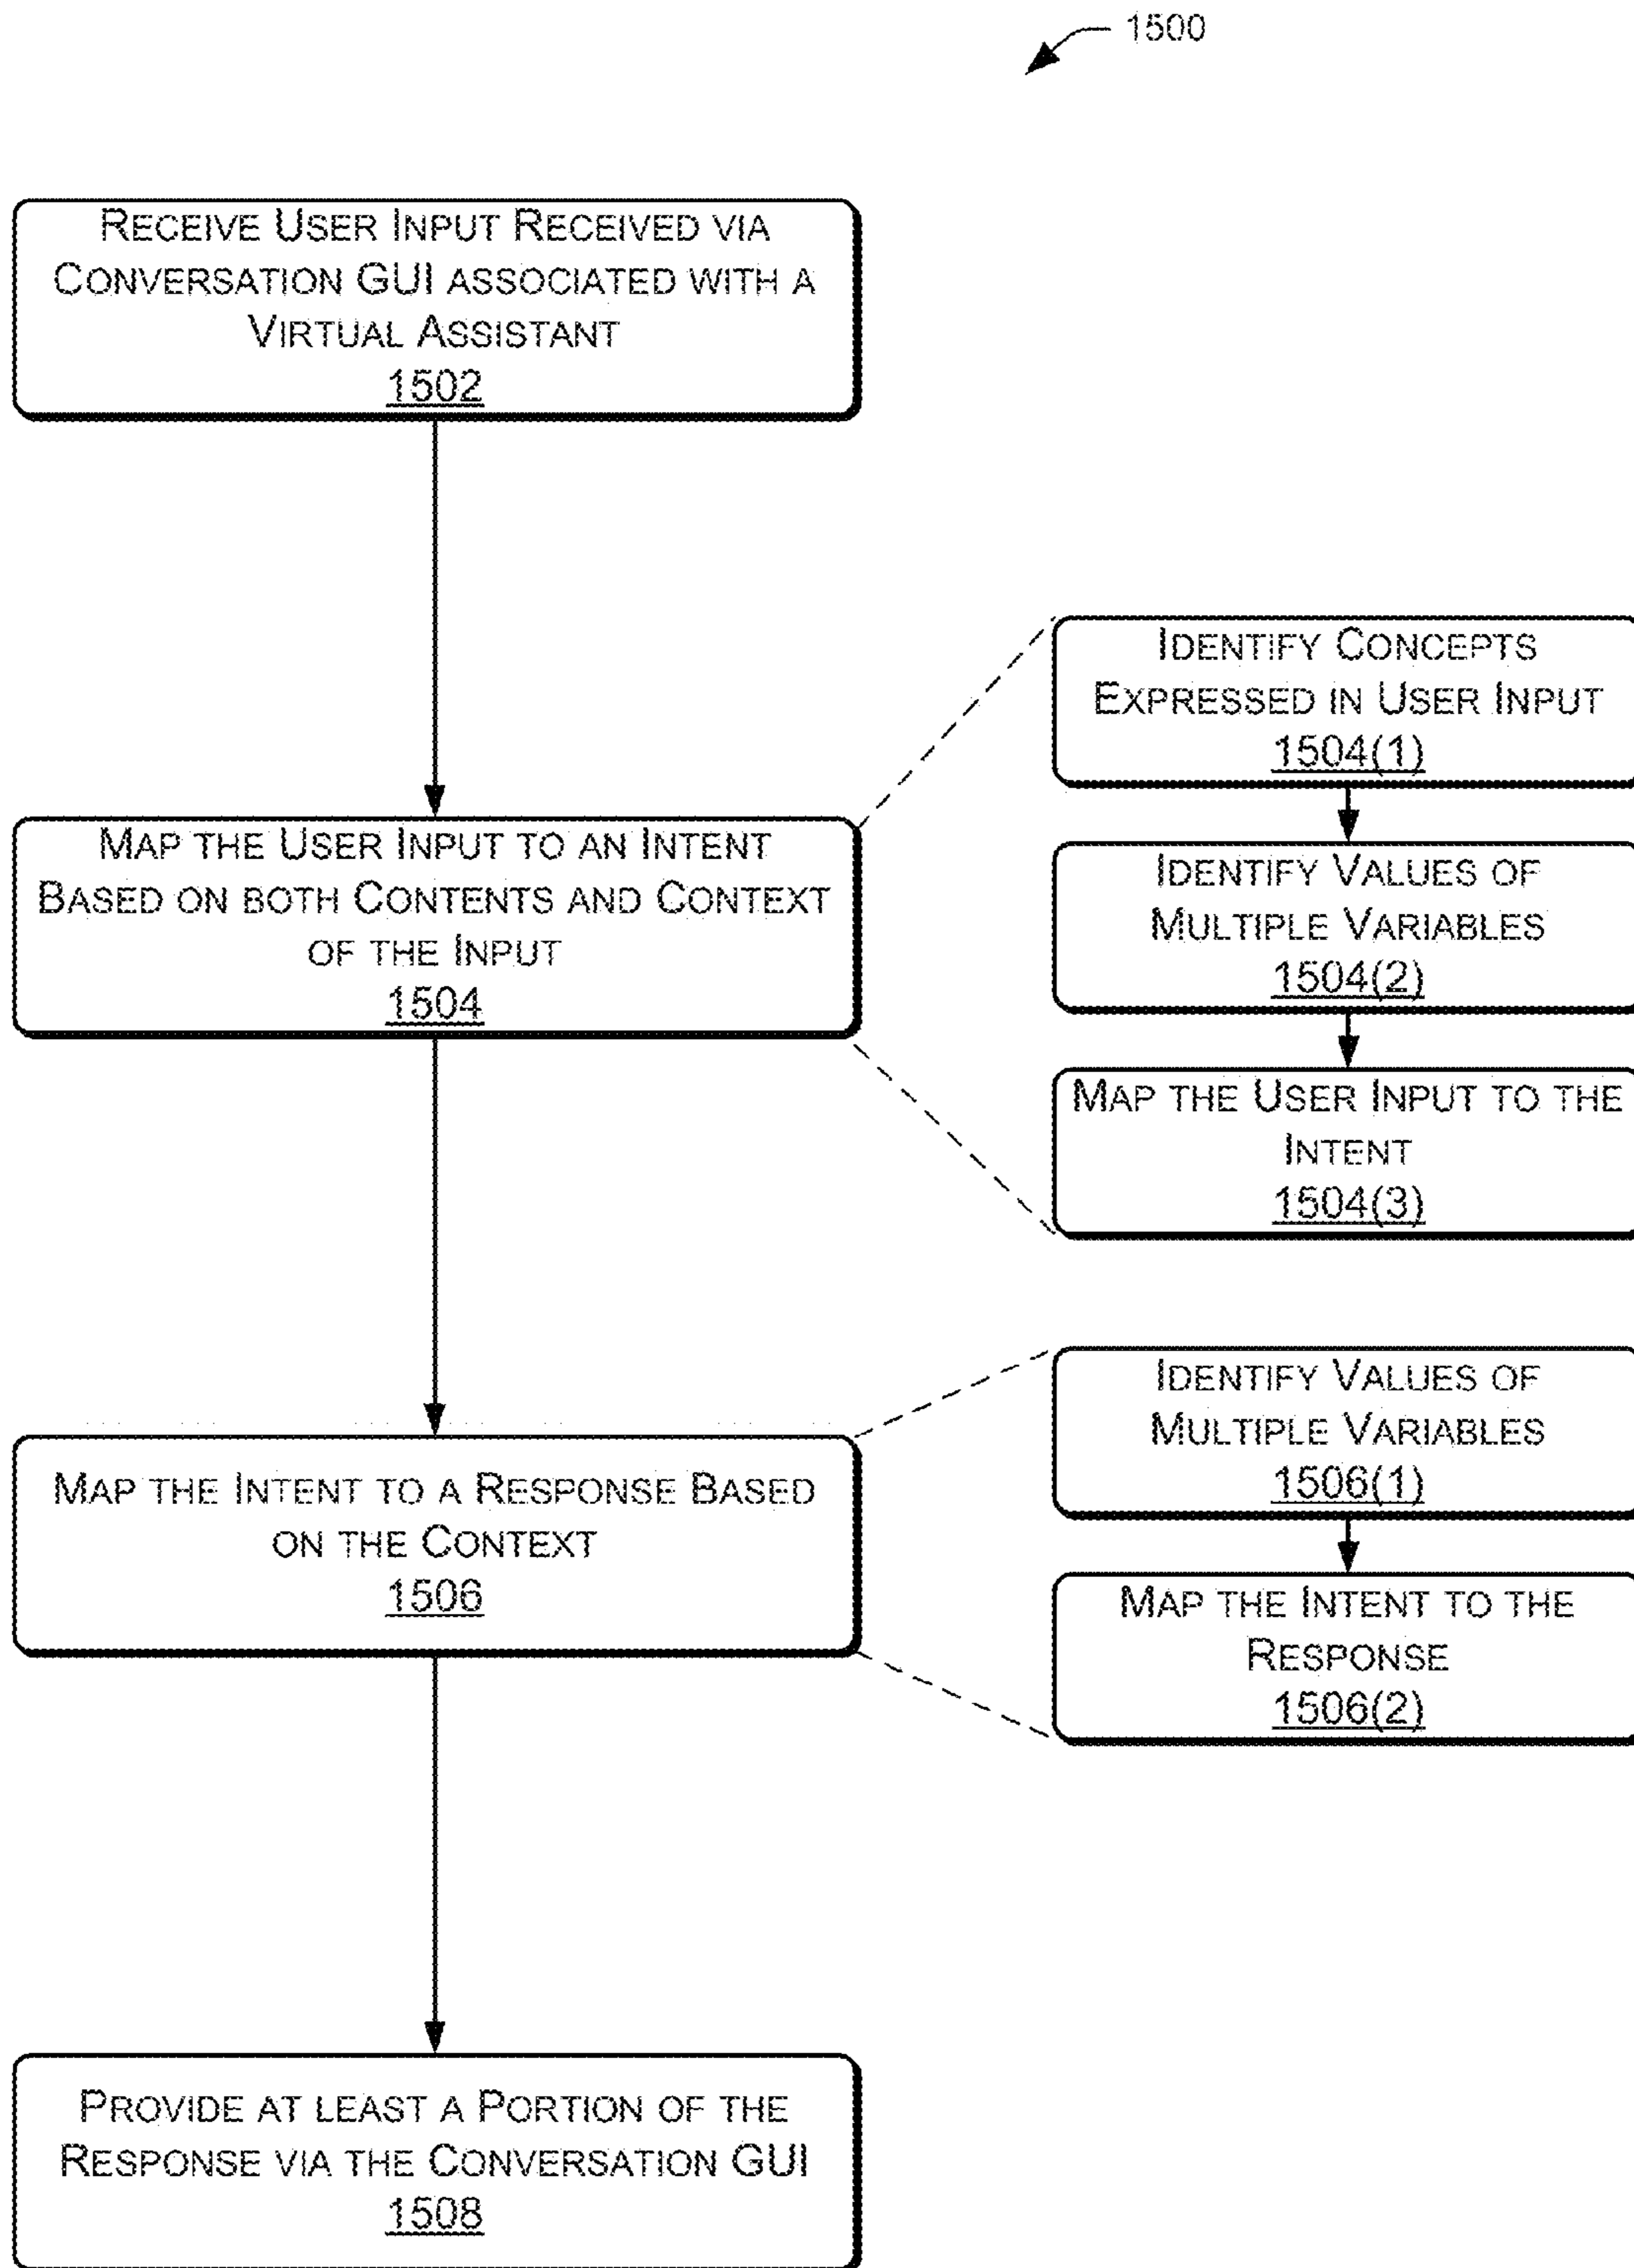 1500
RECEIVE USER INPUT RECEIVED VIA
CONVERSATION GUI ASSOCIATED WITH A
VIRTUAL ASSISTANT
1502
IDENTIFY CONCEPTS
EXPRESSED IN USER INPUT
1504(1)
MAP THE USER INPUT TO AN INTENT
BASED ON BOTH CONTENTS AND CONTEXT
OF THE INPUT
1504
IDENTIFY VALUES OF
MULTIPLE VARIABLES
1504(2)
MAP THE USER INPUT TO THE
INTENT
1504(3)
IDENTIFY VALUES OF
MULTIPLE VARIABLES
1506(1)
MAP THE INTENT TO A RESPONSE BASED
ON THE CONTEXT
1506
MAP THE INTENT TO THE
RESPONSE
1506(2)
PROVIDE AT LEAST A PORTION OF THE
RESPONSE VIA THE CONVERSATION GUI
1508